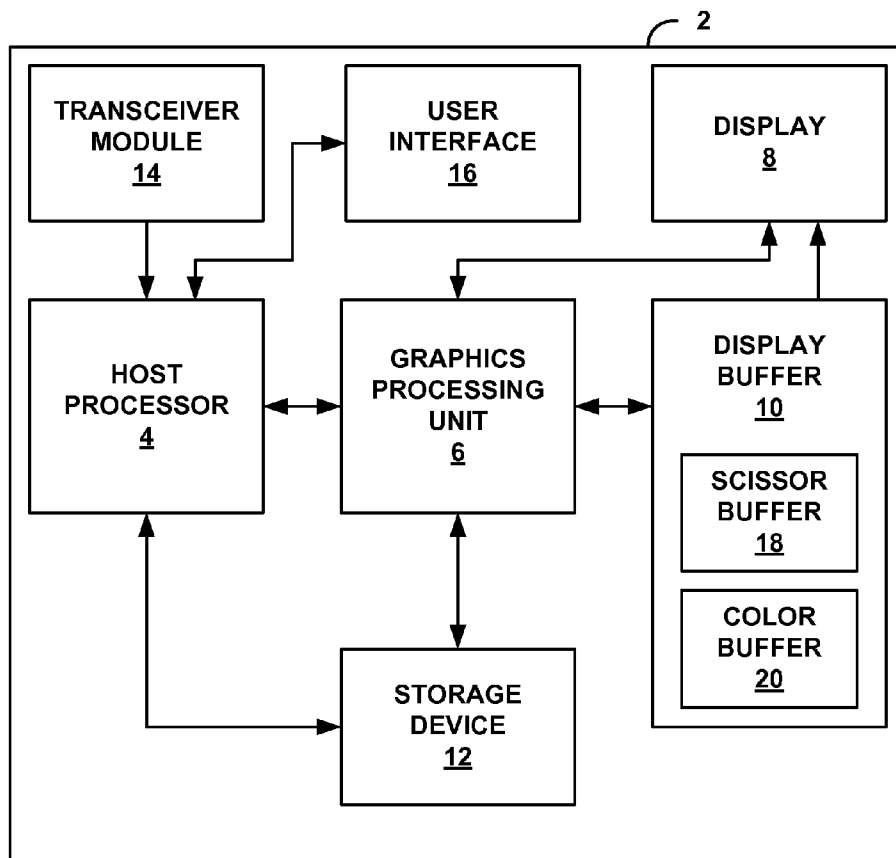 2
TRANSCEIVER
MODULE
14
USER
INTERFACE
16
DISPLAY
8
HOST
PROCESSOR
4
GRAPHICS
PROCESSING
UNIT
6
DISPLAY
BUFFER
10
SCISSOR
BUFFER
18
COLOR
BUFFER
20
STORAGE
DEVICE
12